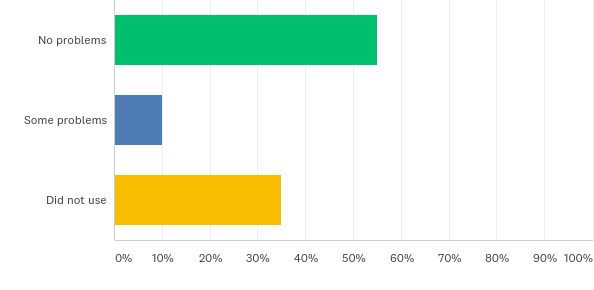 No problems
Some problems
Did not use
0% 10% 20% 30% 40% 50% 60% 70% 80% 90% 100%